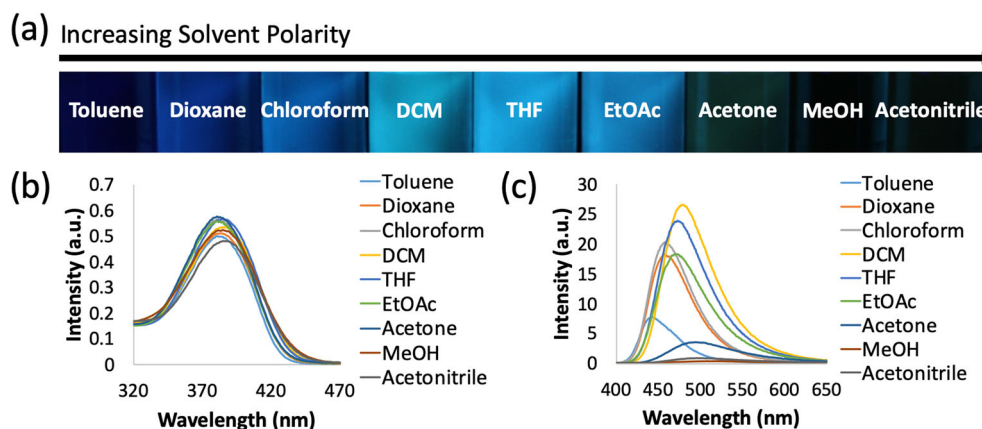 (a) Increasing Solvent Polarity
Toluene Dioxane Chloroform DCM THF EtOAc Acetone MeOH Acetonitrile
(b)
Intensity (a.u.)
0.7
0.6
0.5
0.4
0.3
0.2
0.1
0
320 370 420 470
Wavelength (nm)
Toluene
Dioxane
Chloroform
DCM
THF
EtOAc
Acetone
MeOH
Acetonitrile
(c)
Intensity (a.u.)
30
25
20
15
10
5
0
400 450 500 550 600 650
Wavelength (nm)
Toluene
Dioxane
Chloroform
DCM
THF
EtOAc
Acetone
MeOH
Acetonitrile